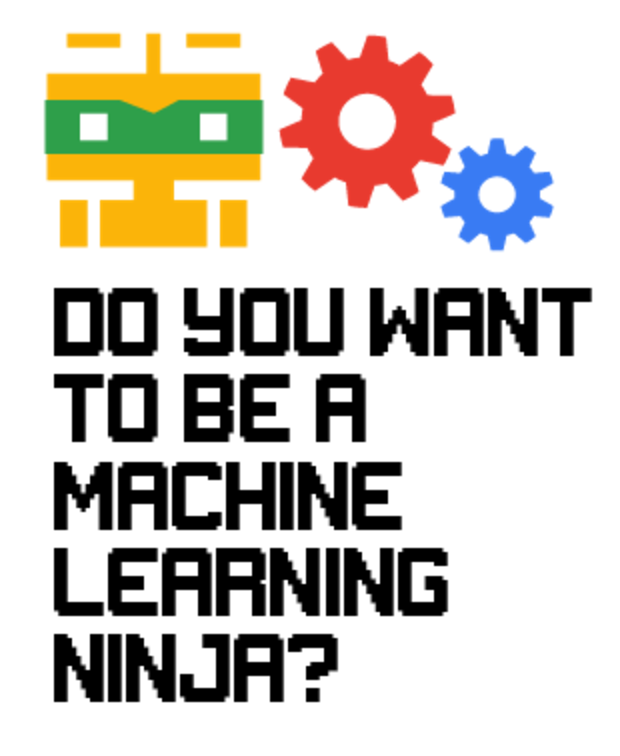 DO YOU WANT
TO BE A
MACHINE
LEARNING
NINJA?